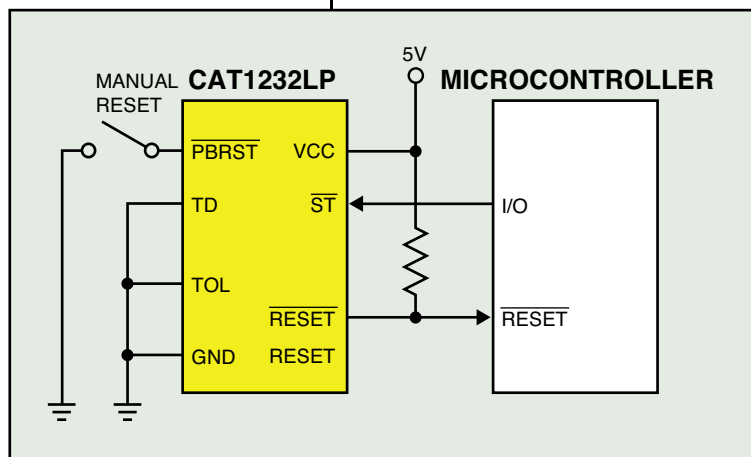 5V
MANUAL
RESET
CAT1232LP
MICROCONTROLLER
PBRST
VCC
TD
ST
I/O
TOL
RESET
RESET
GND
RESET